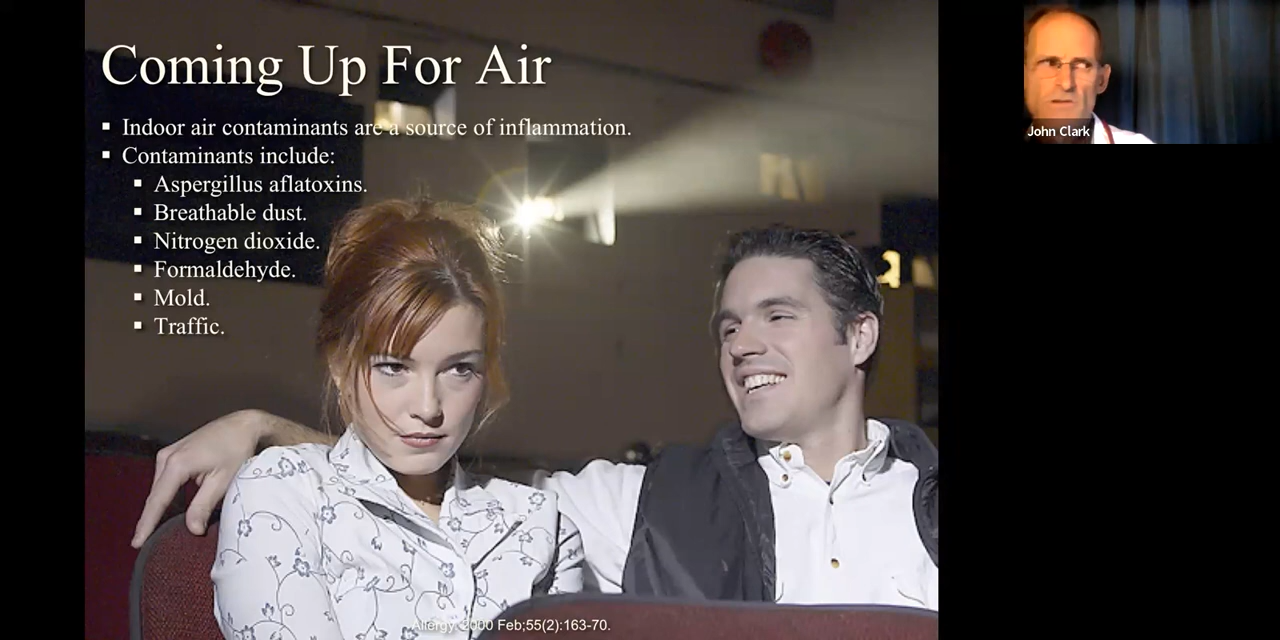 Coming Up For Air
▪ Indoor air contaminants are a source of inflammation.
▪ Contaminants include:
▪ Aspergillus aflatoxins.
▪ Breathable dust.
▪ Nitrogen dioxide.
▪ Formaldehyde.
▪ Mold.
▪ Traffic.
Allergy 2000 Feb;55(2):163-70.
John Clark